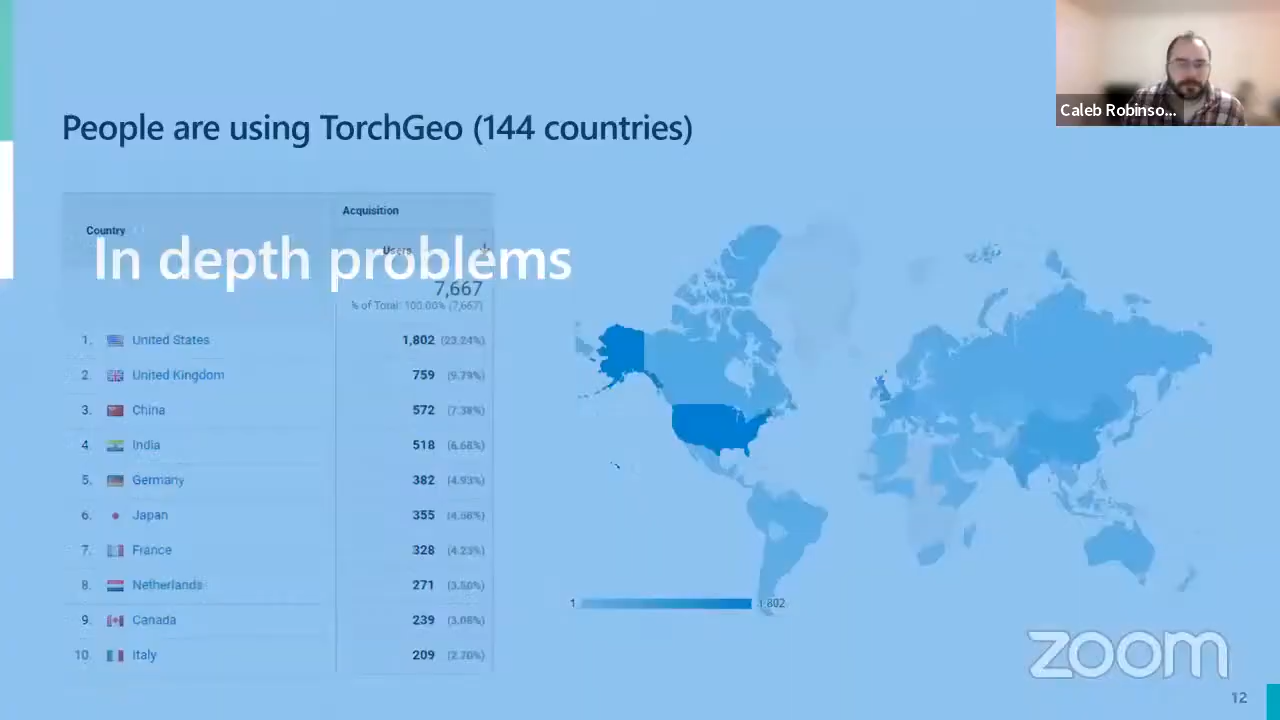 Caleb Robinso...
People are using TorchGeo (144 countries)
Acquisition
Country
Users
In depth problems
7,667
% of Total: 100.00% (7,667)
1. United States 1,802 (23.24%)
2. United Kingdom 759 (9.79%)
3. China 572 (7.38%)
4. India 518 (6.68%)
5. Germany 382 (4.93%)
6. Japan 355 (4.58%)
7. France 328 (4.23%)
8. Netherlands 271 (3.50%)
9. Canada 239 (3.08%)
10. Italy 209 (2.70%)
1 1,802
zoom
12